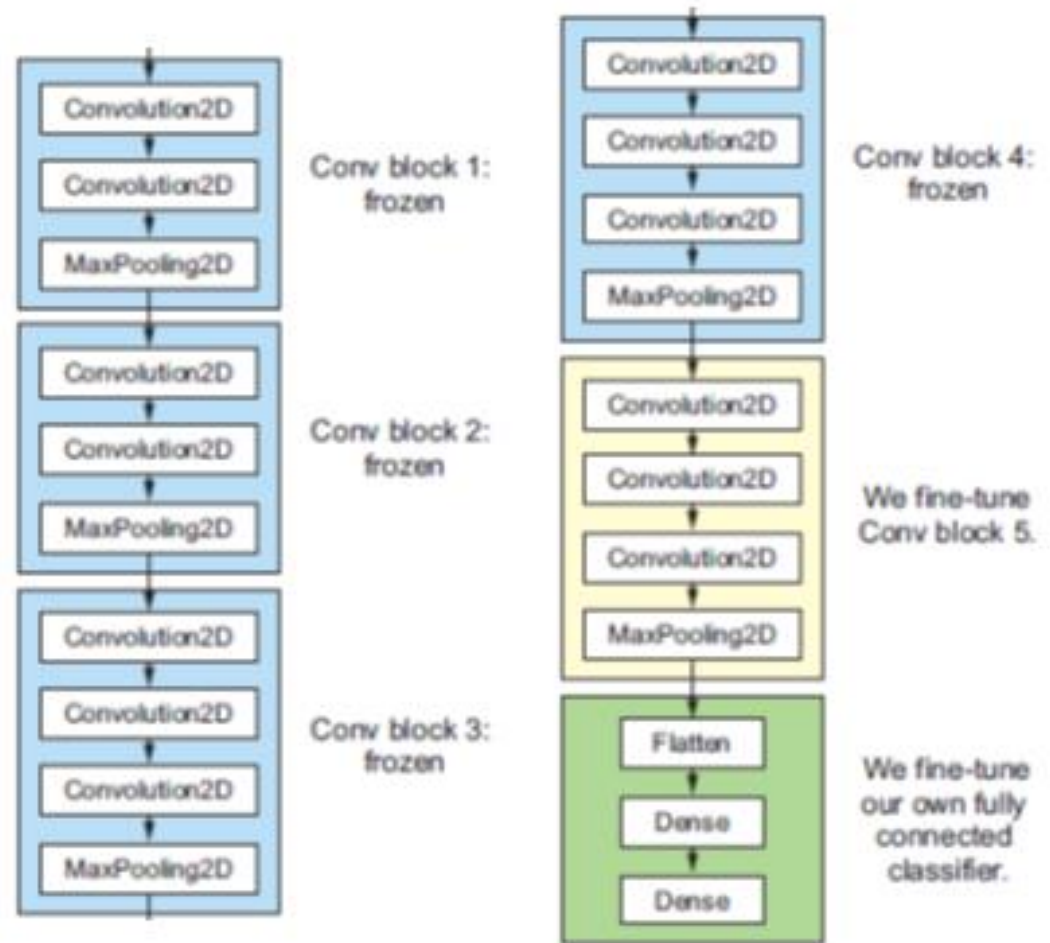 Convolution2D
Convolution2D
MaxPooling2D
Conv block 1:
frozen
Convolution2D
Convolution2D
MaxPooling2D
Conv block 2:
frozen
Convolution2D
Convolution2D
Convolution2D
MaxPooling2D
Conv block 3:
frozen
Convolution2D
Convolution2D
Convolution2D
MaxPooling2D
Conv block 4:
frozen
Convolution2D
Convolution2D
Convolution2D
MaxPooling2D
We fine-tune
Conv block 5.
Flatten
Dense
Dense
We fine-tune
our own fully
connected
classifier.